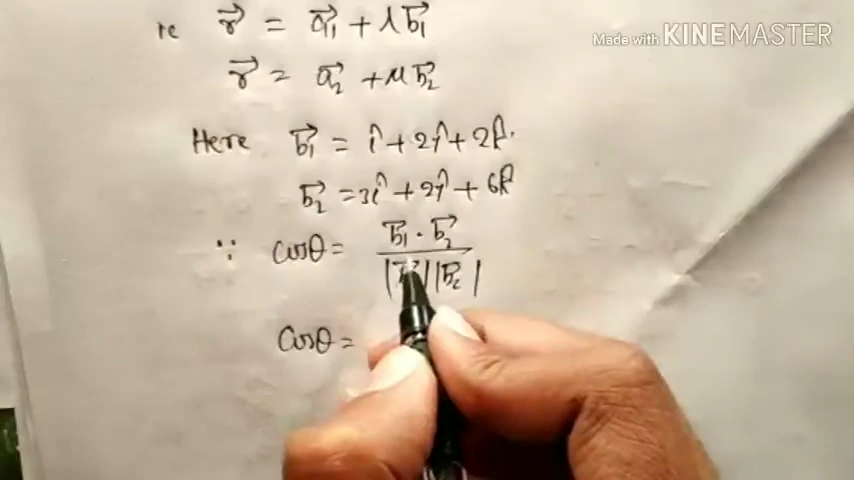 Made with KINEMASTER
ie r⃗ = a⃗₁ + λb⃗₁
r⃗ = a⃗₂ + μb⃗₂
Here b⃗₁ = î + 2ĵ + 2k̂.
b⃗₂ = 3î + 2ĵ + 6k̂
∵ cosθ = b⃗₁ · b⃗₂ / |b⃗₁||b⃗₂|
cosθ =